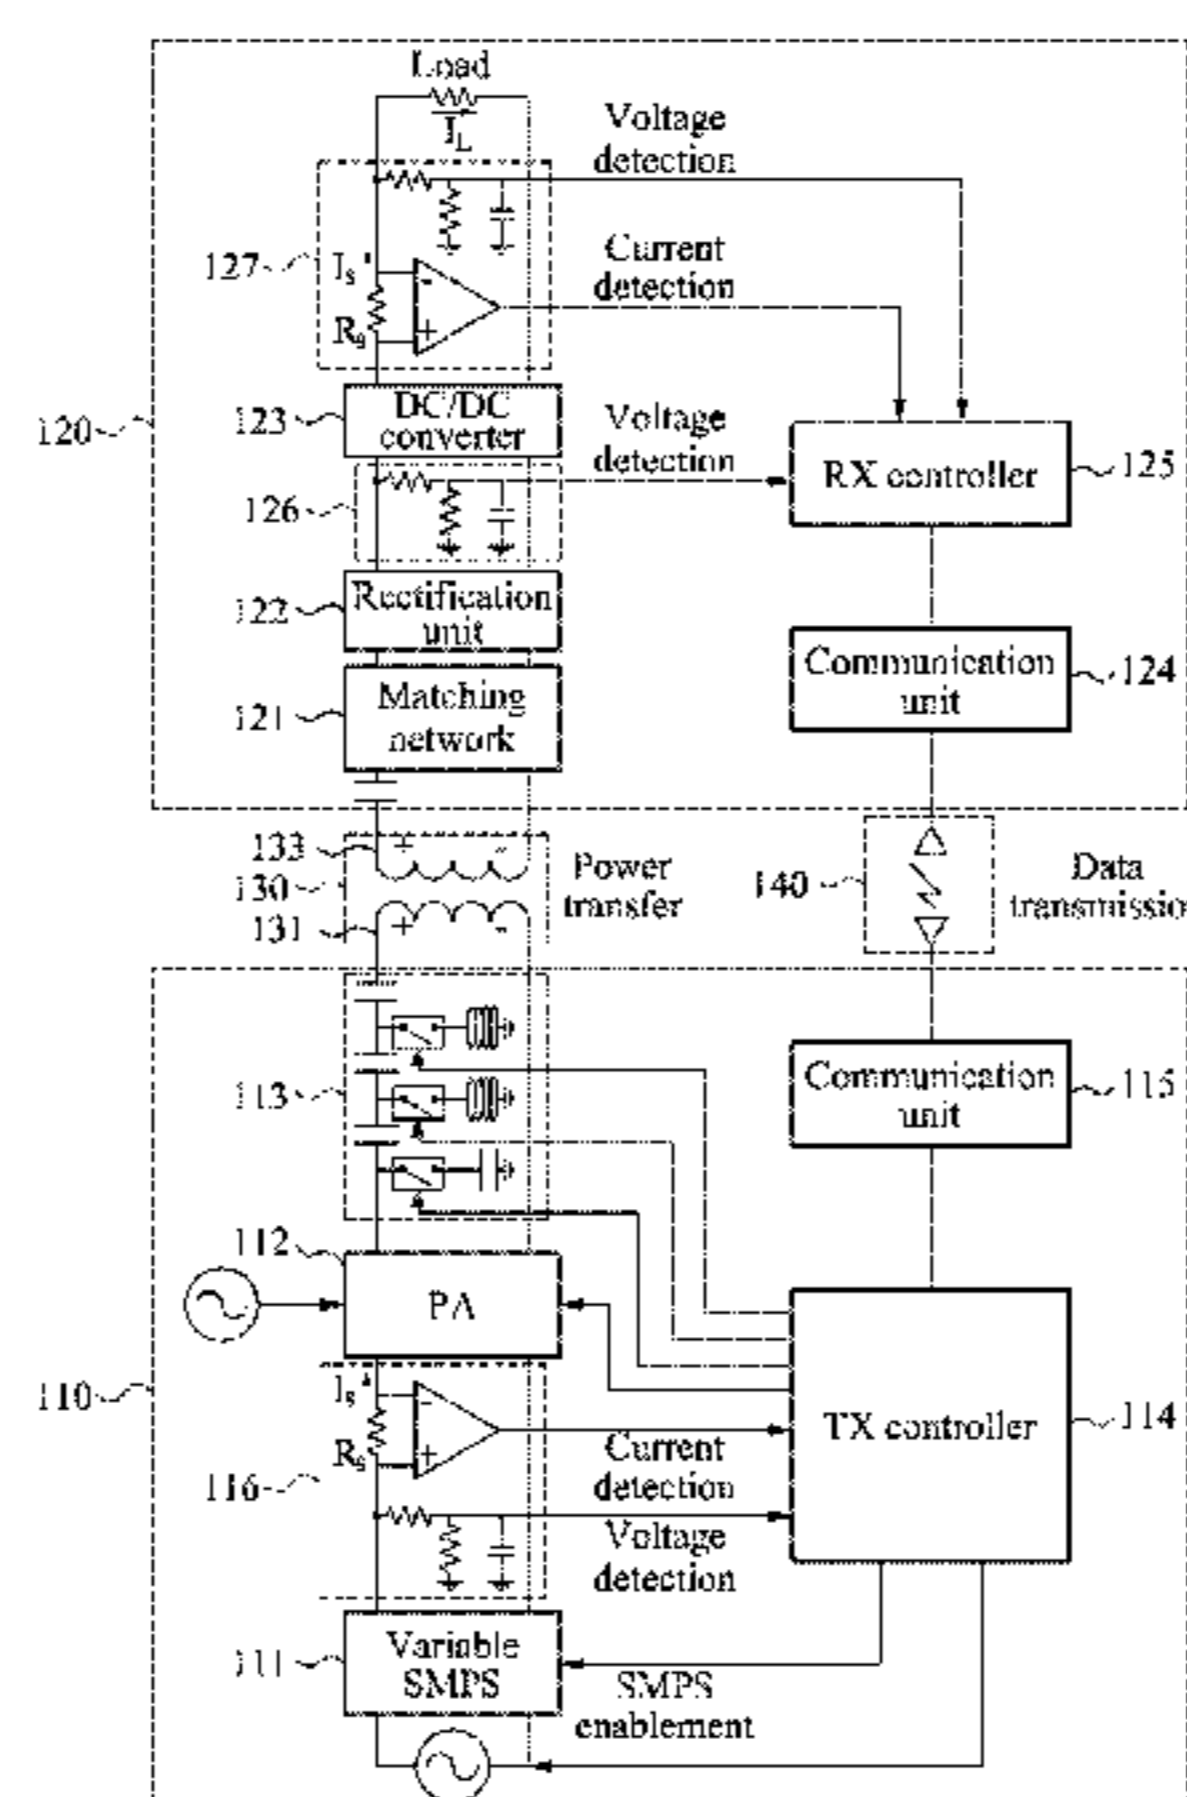 Load
I_L
Voltage
detection
127
I_S
Current
detection
R_S
120
123
DC/DC
converter
Voltage
detection
RX controller
125
126
122
Rectification
unit
Communication
unit
124
121
Matching
network
133
+ -
130
Power
transfer
140
Data
transmissio
131
+ -
113
Communication
unit
115
112
PA
110
I_S
-
+
R_S
TX controller
114
116
Current
detection
Voltage
detection
111
Variable
SMPS
SMPS
enablement